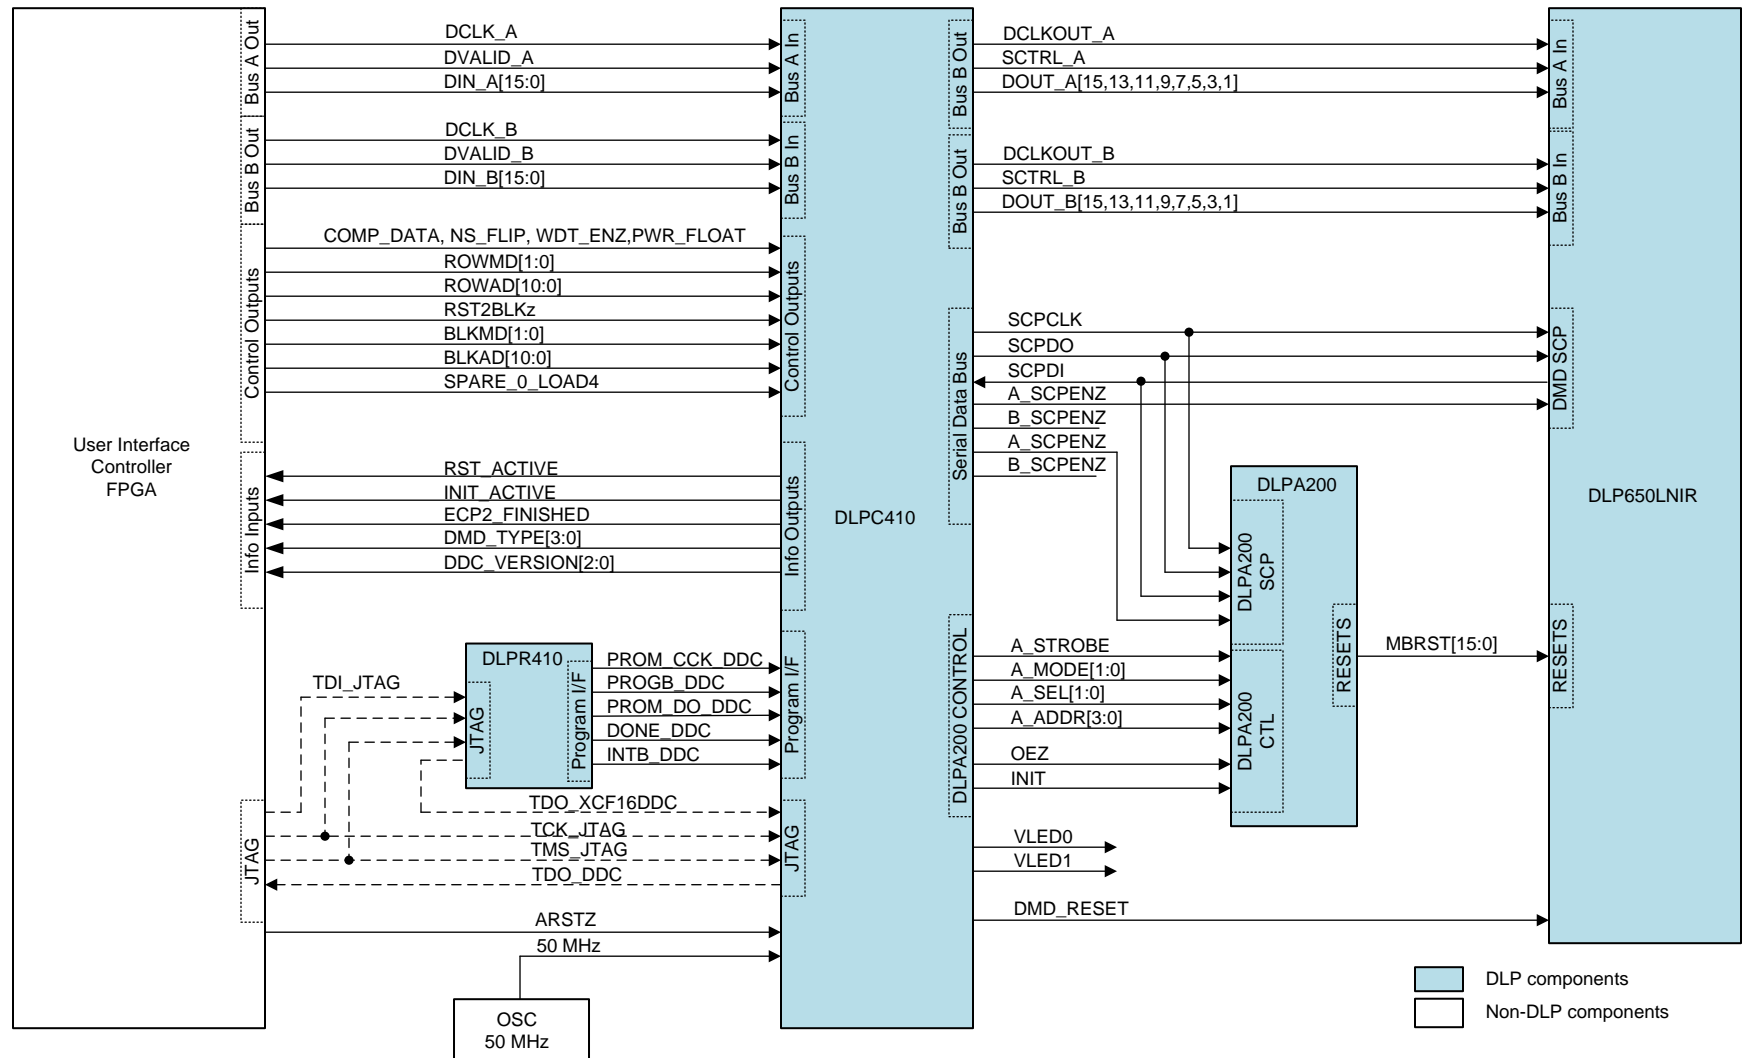 Bus A Out
DCLK_A
DVALID_A
DIN_A[15:0]
Bus A In
Bus B Out
DCLK_B
DVALID_B
DIN_B[15:0]
Bus B In
Control Outputs
COMP_DATA, NS_FLIP, WDT_ENZ,PWR_FLOAT
ROWMD[1:0]
ROWAD[10:0]
RST2BLKz
BLKMD[1:0]
BLKAD[10:0]
SPARE_0_LOAD4
Control Outputs
User Interface
Controller
FPGA
Info Inputs
RST_ACTIVE
INIT_ACTIVE
ECP2_FINISHED
DMD_TYPE[3:0]
DDC_VERSION[2:0]
Info Outputs
DLPC410
DLPR410
JTAG
Program I/F
PROM_CCK_DDC
PROGB_DDC
PROM_DO_DDC
DONE_DDC
INTB_DDC
Program I/F
TDI_JTAG
JTAG
TDO_XCF16DDC
TCK_JTAG
TMS_JTAG
TDO_DDC
JTAG
ARSTZ
50 MHz
OSC
50 MHz
Bus B Out
DCLKOUT_A
SCTRL_A
DOUT_A[15,13,11,9,7,5,3,1]
Bus A In
Bus B Out
DCLKOUT_B
SCTRL_B
DOUT_B[15,13,11,9,7,5,3,1]
Bus B In
Serial Data Bus
SCPCLK
SCPDO
SCPDI
A_SCPENZ
B_SCPENZ
A_SCPENZ
B_SCPENZ
DMD SCP
DLPA200
DLPA200
SCP
DLP650LNIR
DLPA200 CONTROL
A_STROBE
A_MODE[1:0]
A_SEL[1:0]
A_ADDR[3:0]
OEZ
INIT
DLPA200
CTL
RESETS
MBRST[15:0]
RESETS
VLED0
VLED1
DMD_RESET
DLP components
Non-DLP components